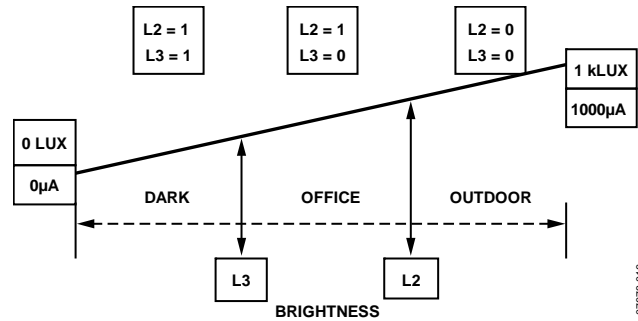 L2 = 1
L3 = 1
L2 = 1
L3 = 0
L2 = 0
L3 = 0
1 kLUX
1000µA
0 LUX
0µA
DARK
OFFICE
OUTDOOR
L3
L2
BRIGHTNESS